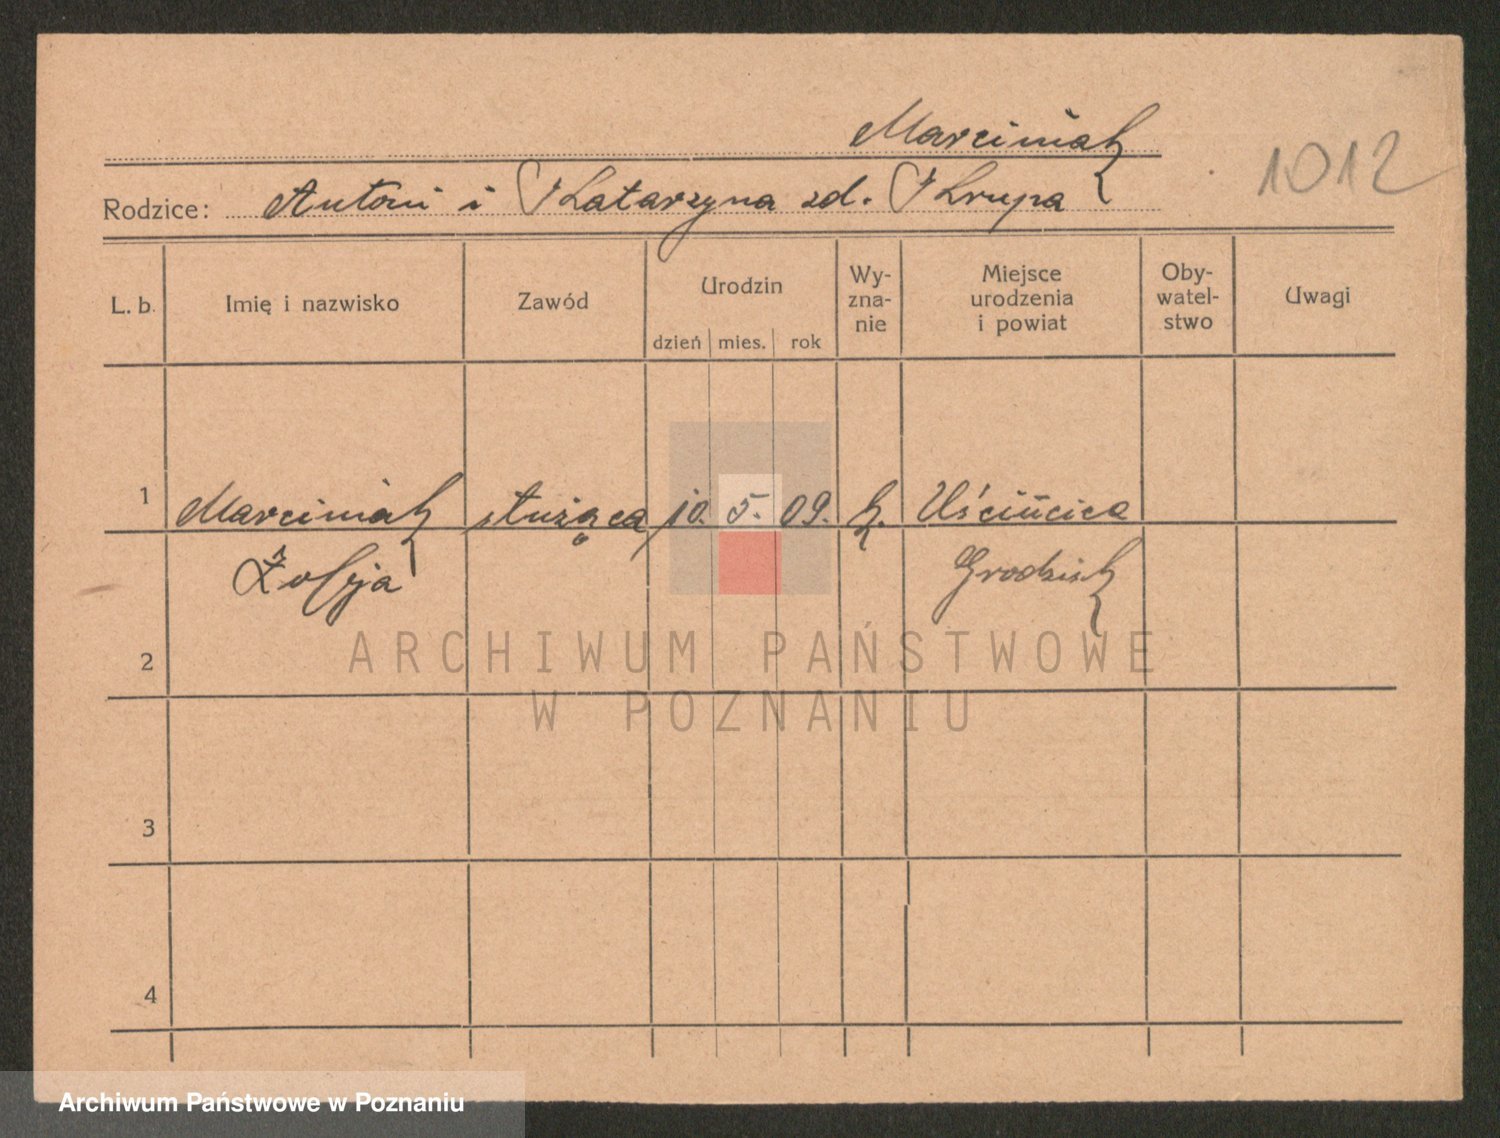 Marciniak
1012
Rodzice: Antoni i Katarzyna zd. Krupa
L. b. Imię i nazwisko Zawód Urodzin dzień mies. rok Wy-zna-nie Miejsce urodzenia i powiat Oby-watel-stwo Uwagi
1 Marciniak służąca 10. 5. 09. k. Uścińcice
Zofja Grodzisk
2
ARCHIWUM PAŃSTWOWE
W POZNANIU
3
4
Archiwum Państwowe w Poznaniu